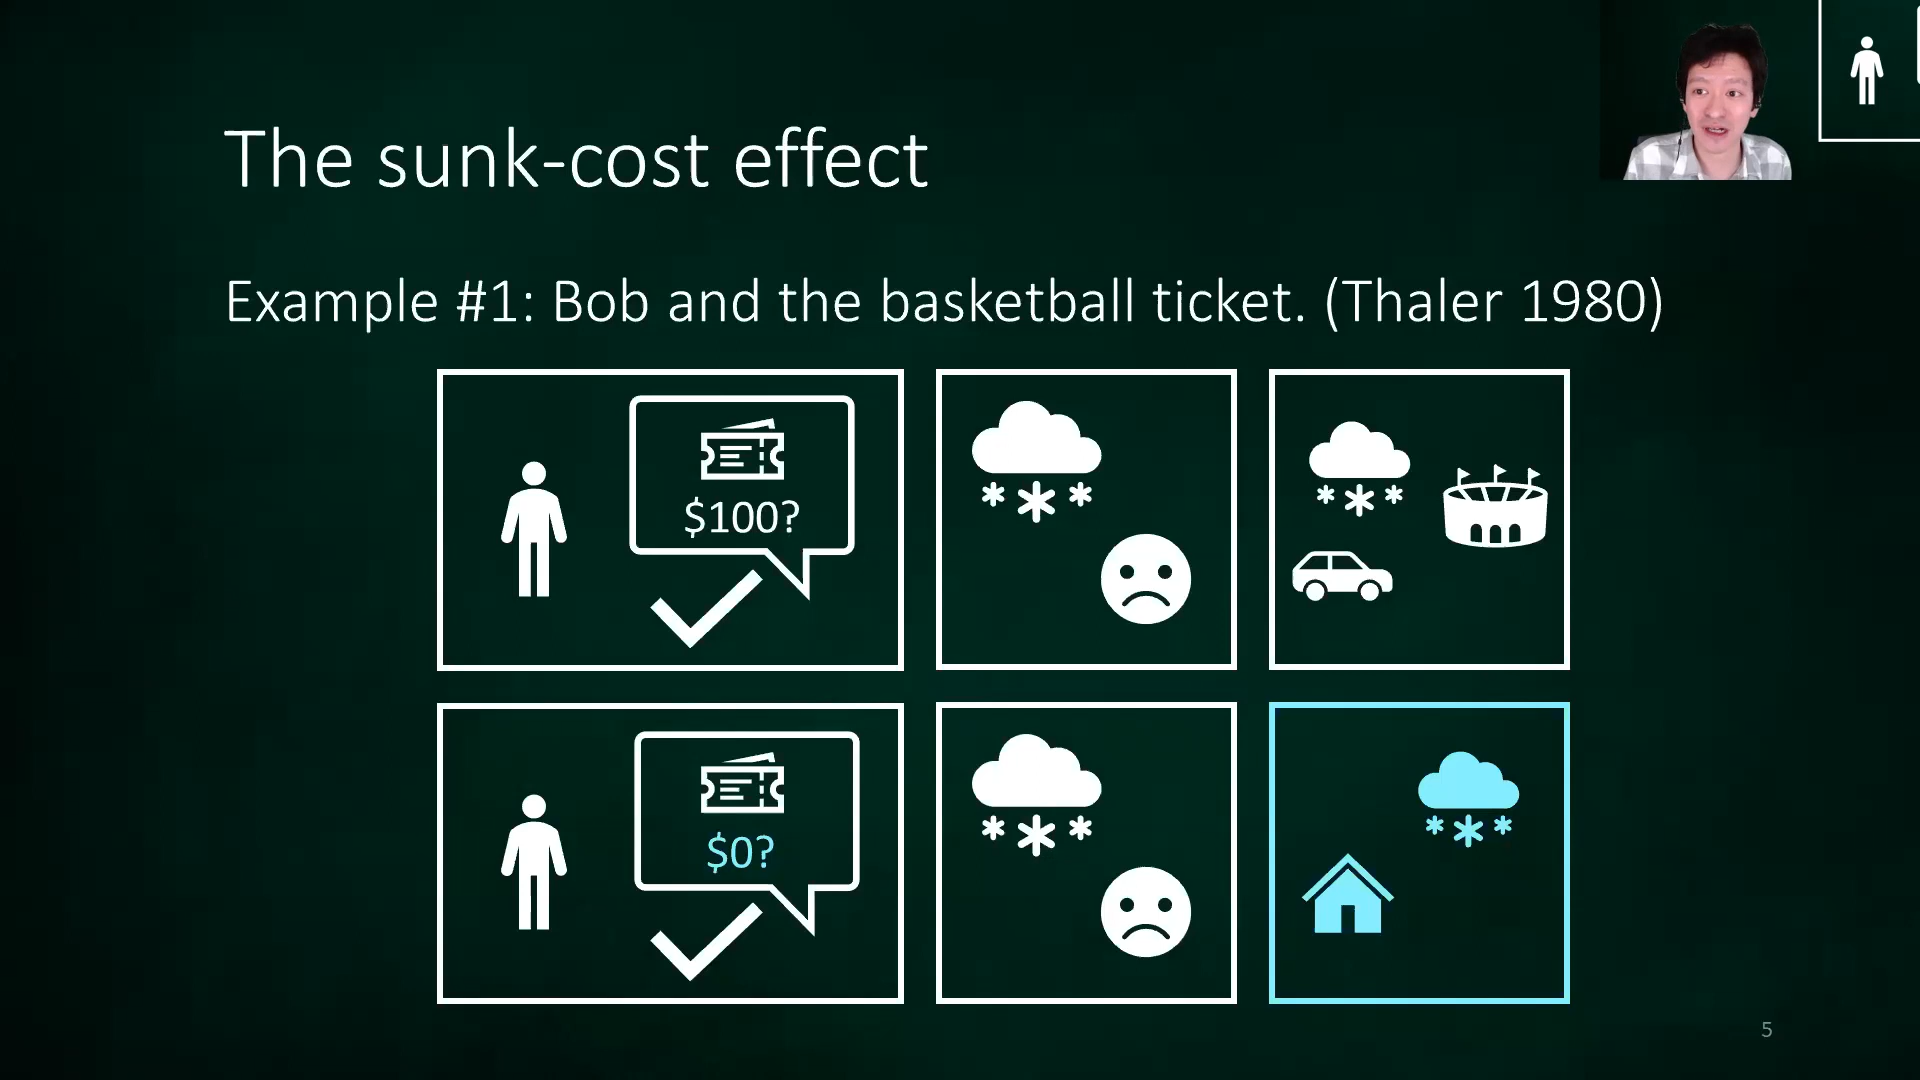 The sunk-cost effect
Example #1: Bob and the basketball ticket. (Thaler 1980)
$100?
$0?
5